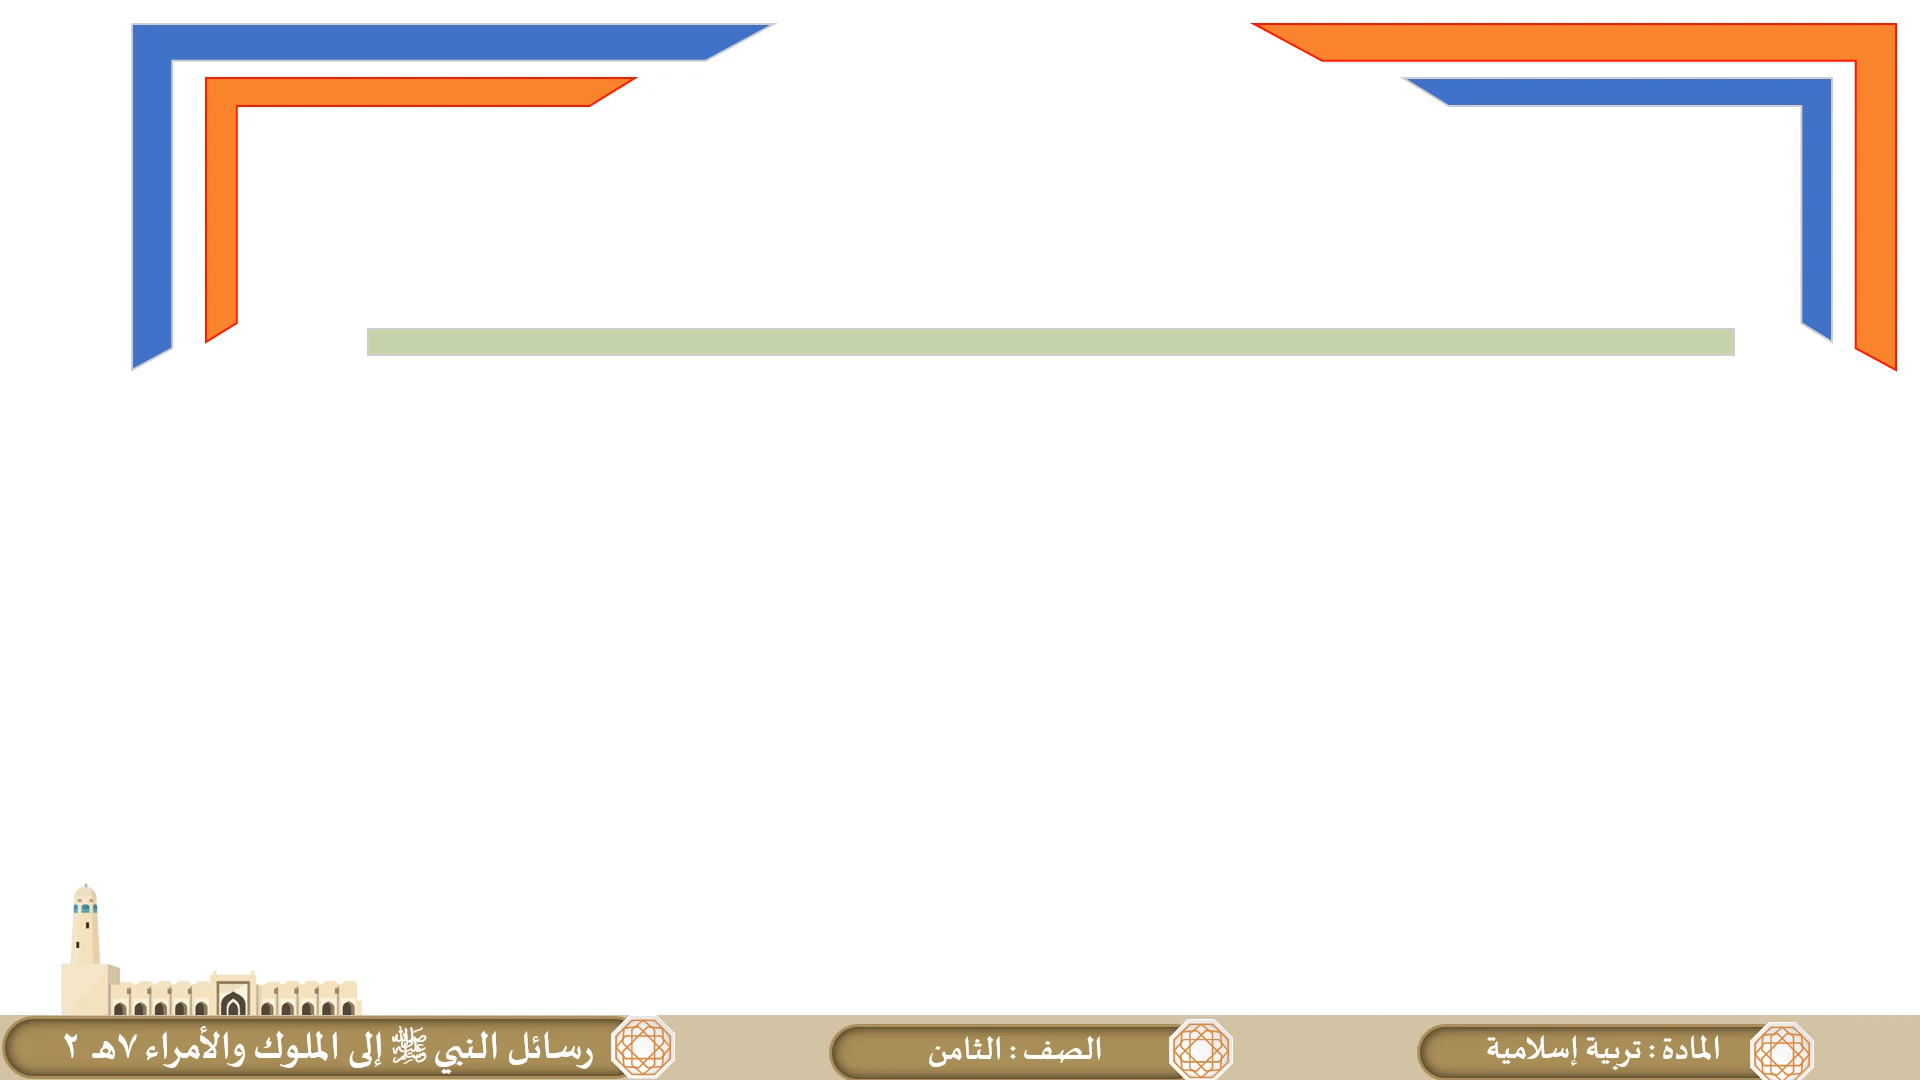 المادة : تربية إسلامية
الصف : الثامن
رسائل النبي ﷺ إلى الملوك والأمراء ٧هـ ٢